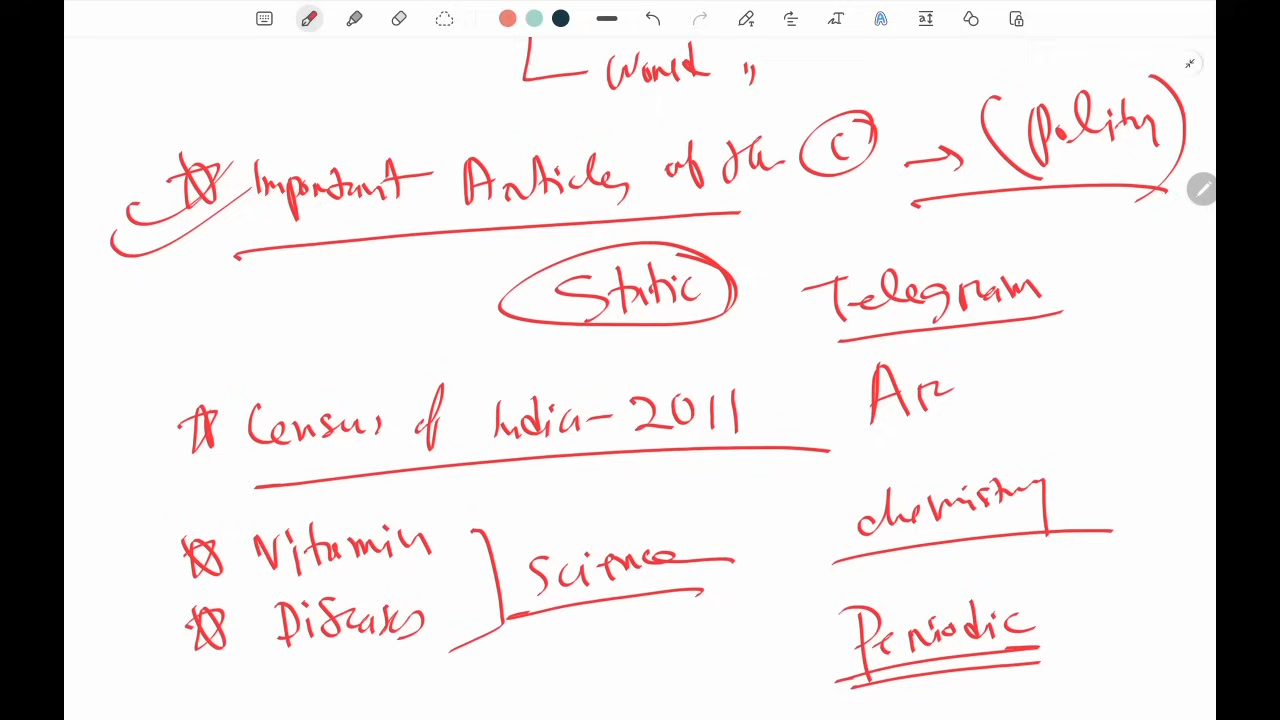 World "
Important Articles of the C → (Polity)
Static
Telegram
Census of India - 2011
Ar
Vitamin
Diseases
Science
Chemistry
Periodic